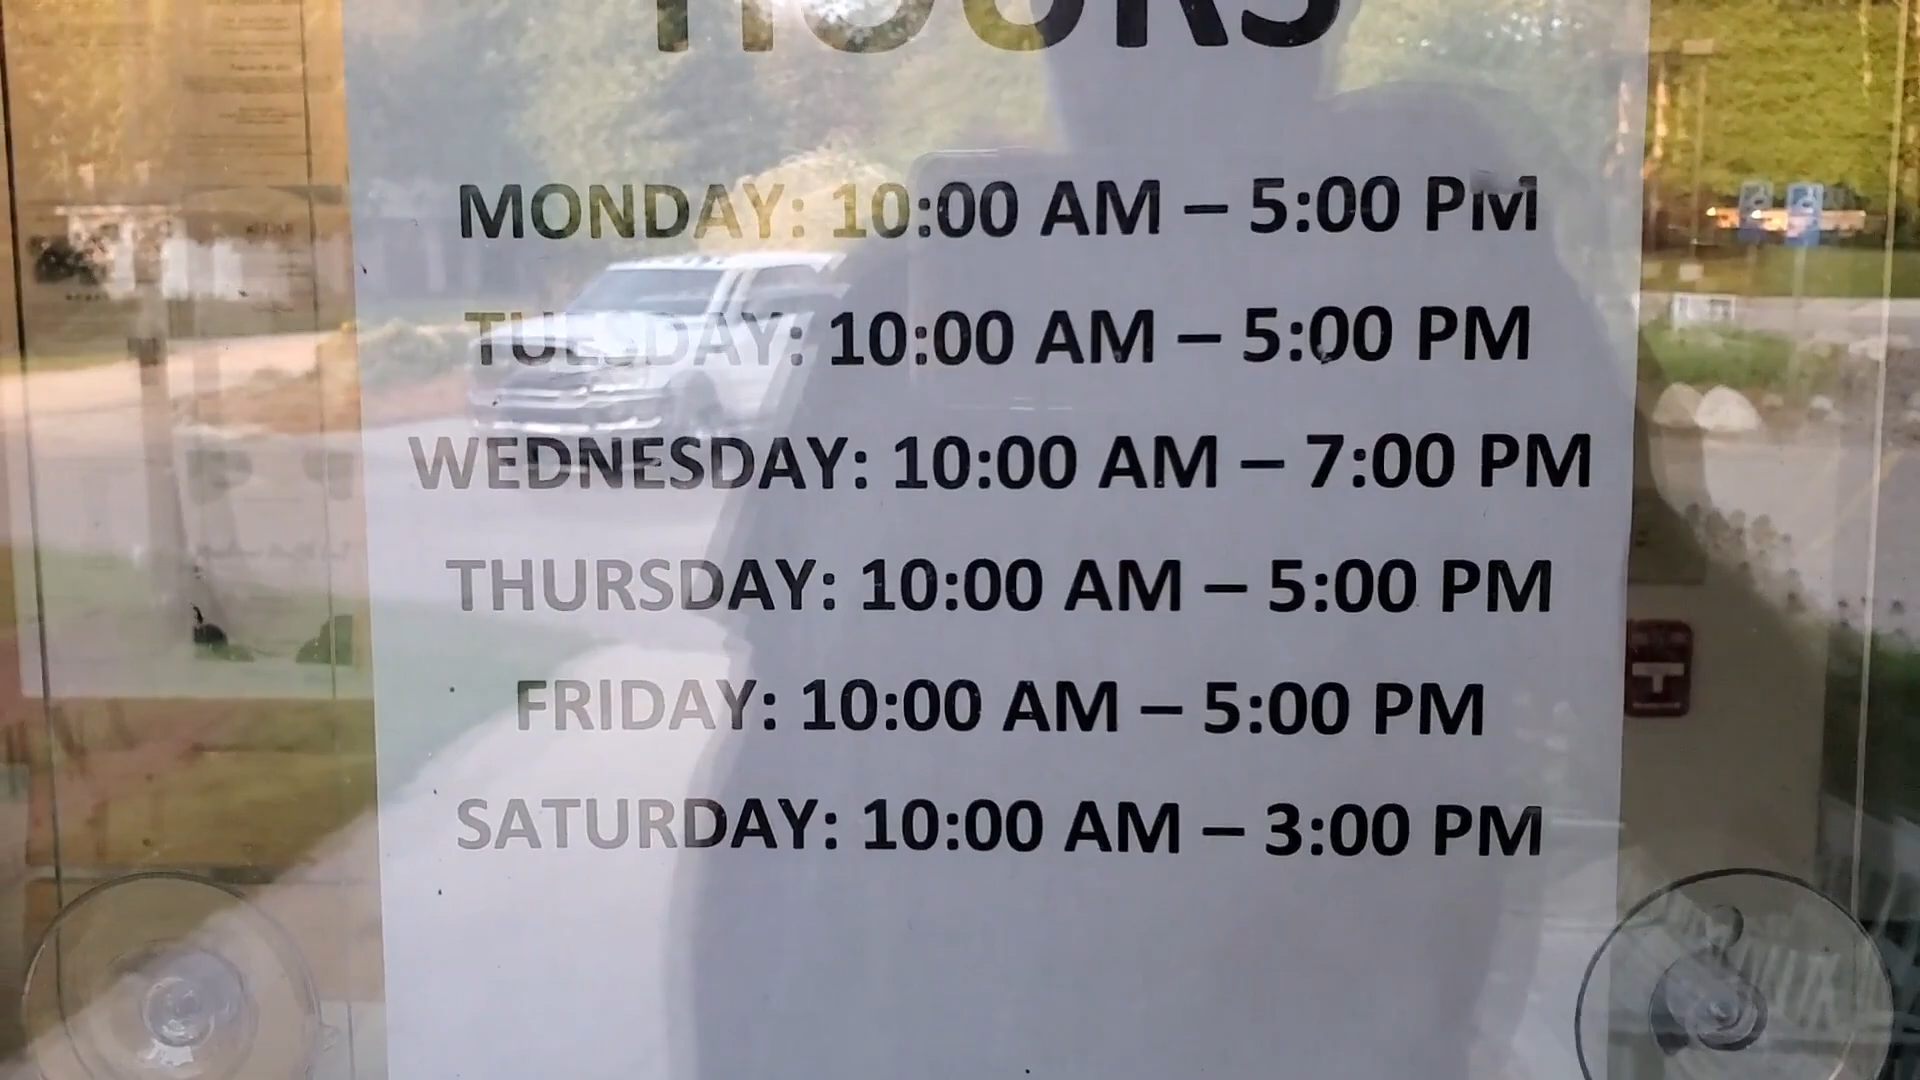 HOURS
MONDAY: 10:00 AM – 5:00 PM
TUESDAY: 10:00 AM – 5:00 PM
WEDNESDAY: 10:00 AM – 7:00 PM
THURSDAY: 10:00 AM – 5:00 PM
FRIDAY: 10:00 AM – 5:00 PM
SATURDAY: 10:00 AM – 3:00 PM